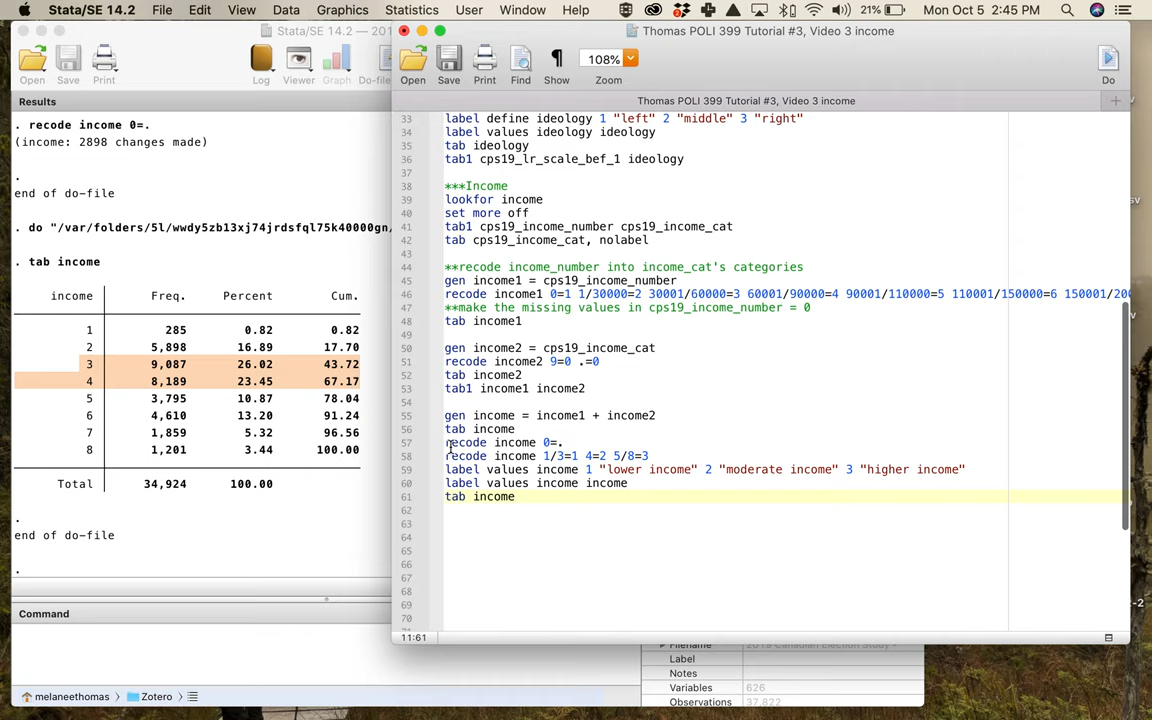 Stata/SE 14.2 File Edit View Data Graphics Statistics User Window Help 21% Mon Oct 5 2:45 PM
Stata/SE 14.2 — 201
Thomas POLI 399 Tutorial #3, Video 3 income
Open Save Print Log Viewer Graph Do-file
Open Save Print Find Show 108% Zoom Do
Results
Thomas POLI 399 Tutorial #3, Video 3 income
. recode income 0=.
(income: 2898 changes made)
.
end of do-file
. do "/var/folders/5l/wwdy5zb13xj74jrdsfql75k40000gn/
. tab income
income Freq. Percent Cum.
1 285 0.82 0.82
2 5,898 16.89 17.70
3 9,087 26.02 43.72
4 8,189 23.45 67.17
5 3,795 10.87 78.04
6 4,610 13.20 91.24
7 1,859 5.32 96.56
8 1,201 3.44 100.00
Total 34,924 100.00
.
end of do-file
.
Command
melaneethomas Zotero
33 label define ideology 1 "left" 2 "middle" 3 "right"
34 label values ideology ideology
35 tab ideology
36 tab1 cps19_lr_scale_bef_1 ideology
37
38 ***Income
39 lookfor income
40 set more off
41 tab1 cps19_income_number cps19_income_cat
42 tab cps19_income_cat, nolabel
43
44 **recode income_number into income_cat's categories
45 gen income1 = cps19_income_number
46 recode income1 0=1 1/30000=2 30001/60000=3 60001/90000=4 90001/110000=5 110001/150000=6 150001/200
47 **make the missing values in cps19_income_number = 0
48 tab income1
49
50 gen income2 = cps19_income_cat
51 recode income2 9=0 .=0
52 tab income2
53 tab1 income1 income2
54
55 gen income = income1 + income2
56 tab income
57 recode income 0=.
58 recode income 1/3=1 4=2 5/8=3
59 label values income 1 "lower income" 2 "moderate income" 3 "higher income"
60 label values income income
61 tab income
62
63
64
65
66
67
68
69
70
11:61
Label
Notes
Variables 626
Observations 37,822